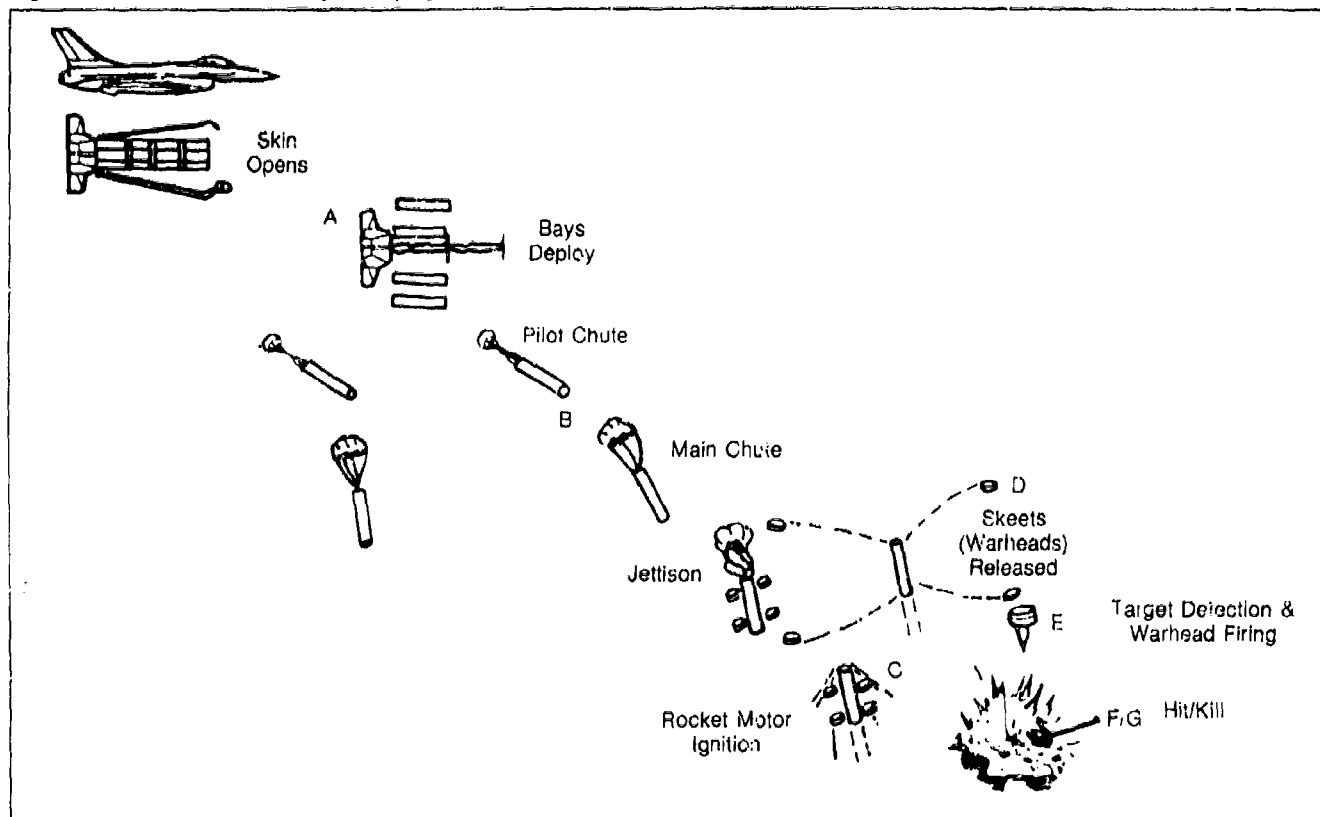 Skin
Opens
A
Bays
Deploy
Pilot Chute
B
Main Chute
D
Skeets
(Warheads)
Released
Jettison
E
Target Detection &
Warhead Firing
C
Rocket Motor
Ignition
F/G
Hit/Kill